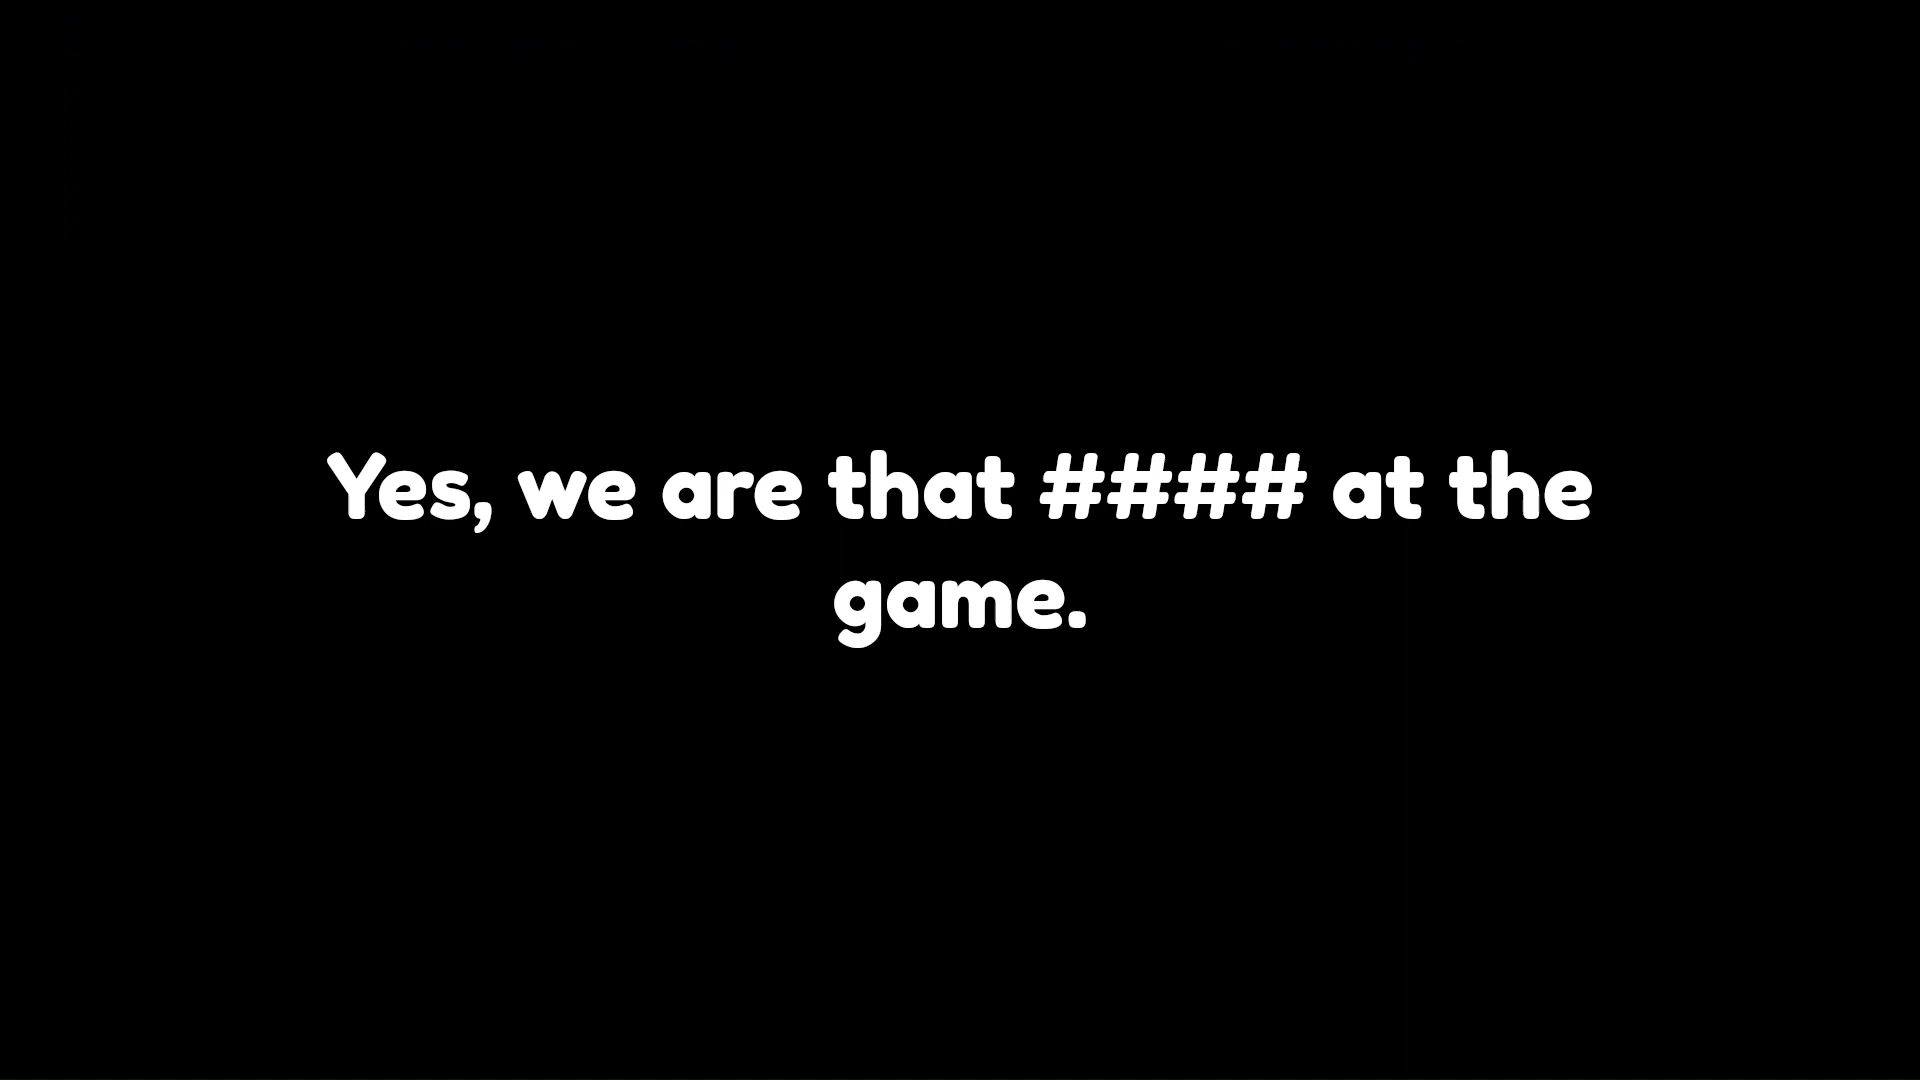 Yes, we are that #### at the
game.